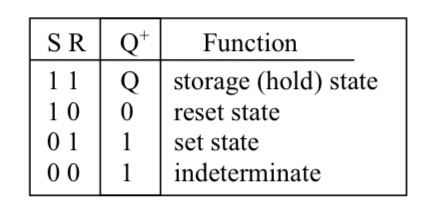 S R Q⁺ Function
1 1 Q storage (hold) state
1 0 0 reset state
0 1 1 set state
0 0 1 indeterminate